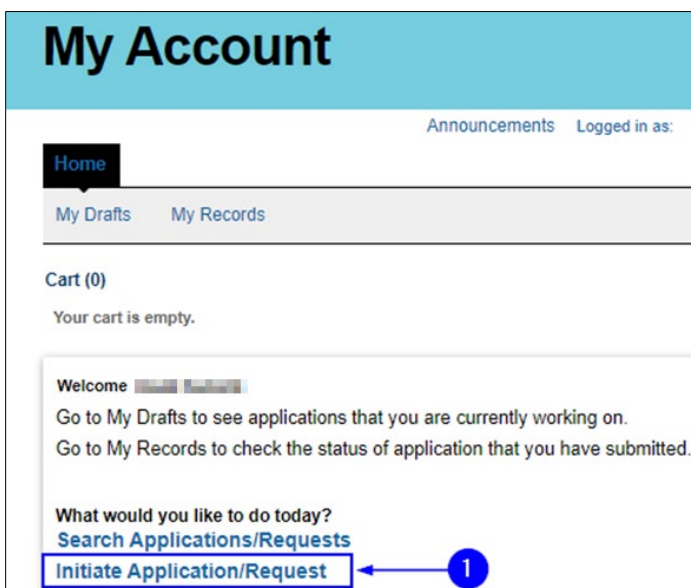 My Account
Announcements Logged in as:
Home
My Drafts My Records
Cart (0)
Your cart is empty.
Welcome
Go to My Drafts to see applications that you are currently working on.
Go to My Records to check the status of application that you have submitted.
What would you like to do today?
Search Applications/Requests
Initiate Application/Request 1